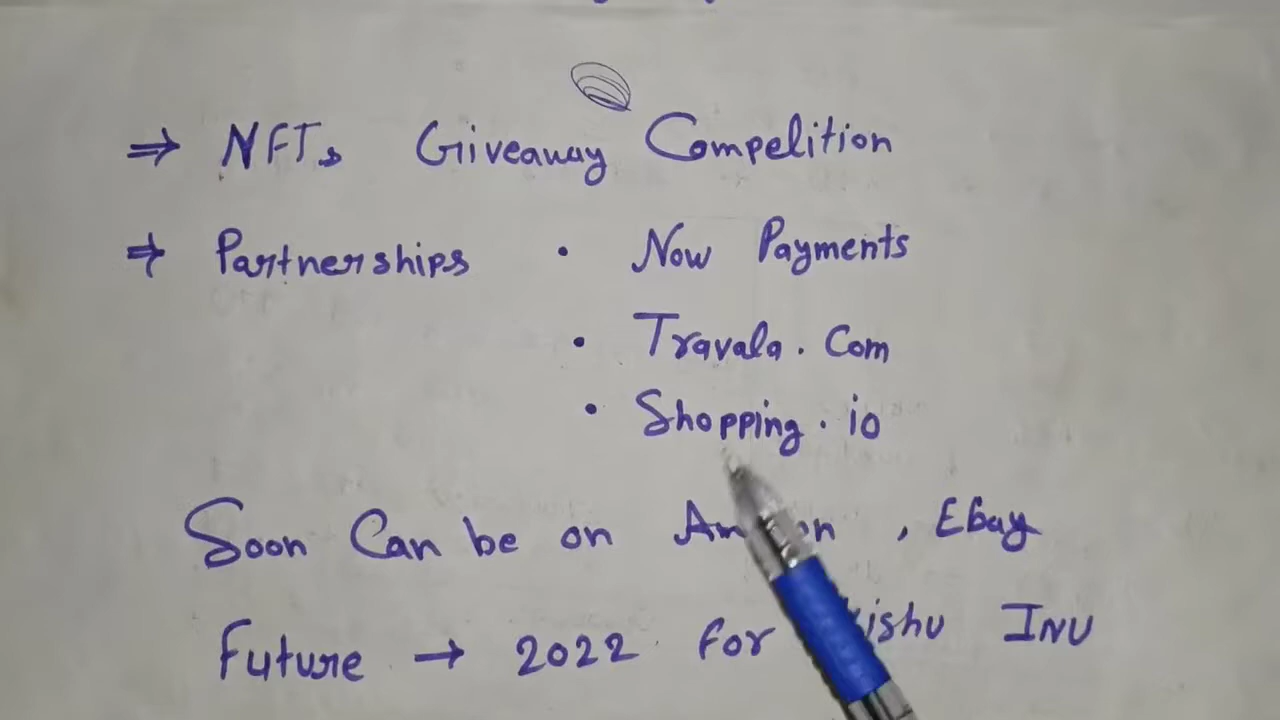 ⇒ NFTs Giveaway Compelition
⇒ Partnerships • Now Payments
• Travala.Com
• Shopping.io
Soon Can be on , Ebay
Future → 2022 for INU